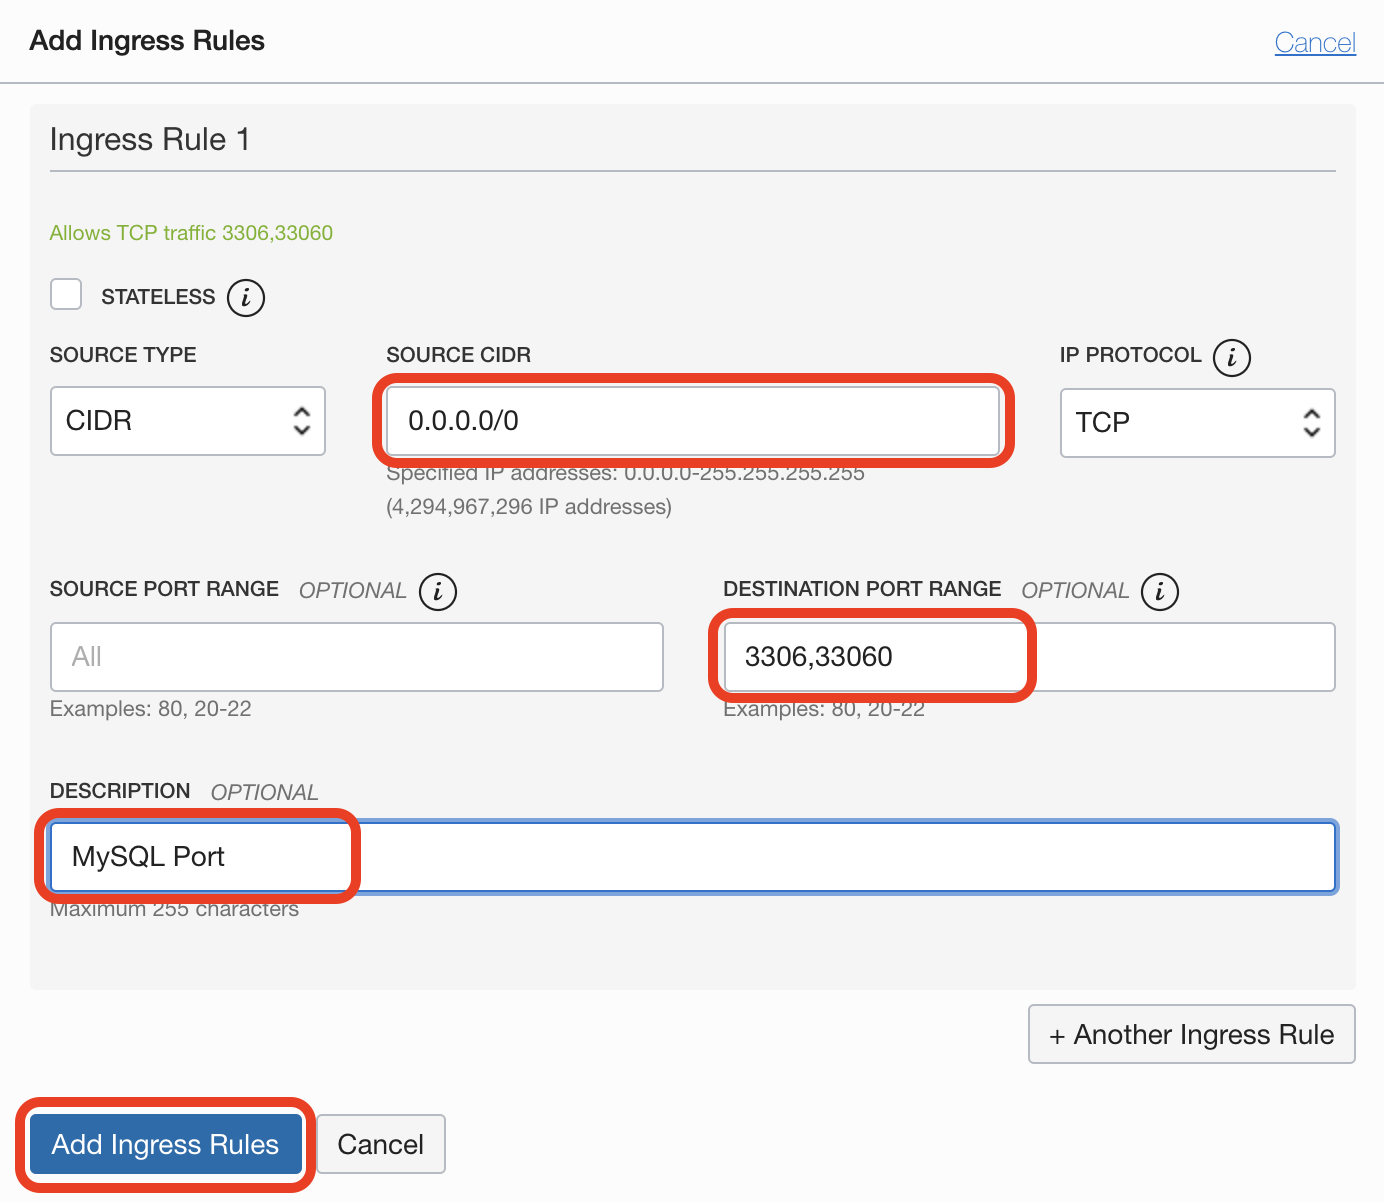 Add Ingress Rules
Cancel
Ingress Rule 1
Allows TCP traffic 3306,33060
STATELESS i
SOURCE TYPE
SOURCE CIDR
IP PROTOCOL i
CIDR
0.0.0.0/0
TCP
Specified IP addresses: 0.0.0.0-255.255.255.255
(4,294,967,296 IP addresses)
SOURCE PORT RANGE OPTIONAL i
DESTINATION PORT RANGE OPTIONAL i
All
3306,33060
Examples: 80, 20-22
Examples: 80, 20-22
DESCRIPTION OPTIONAL
MySQL Port
Maximum 255 characters
+ Another Ingress Rule
Add Ingress Rules
Cancel